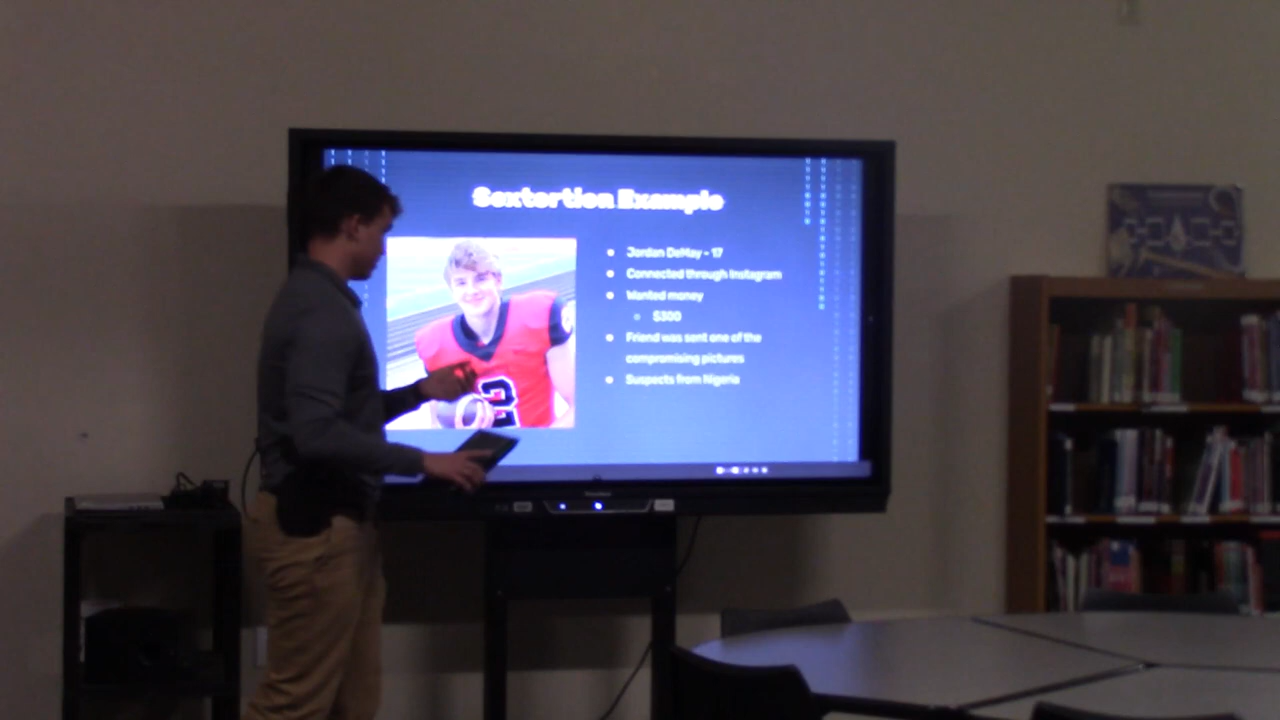 Sextortion Example
Jordan DeMay - 17
Connected through Instagram
Wanted money
$300
Friend was sent one of the
compromising pictures
Suspects from Nigeria
2